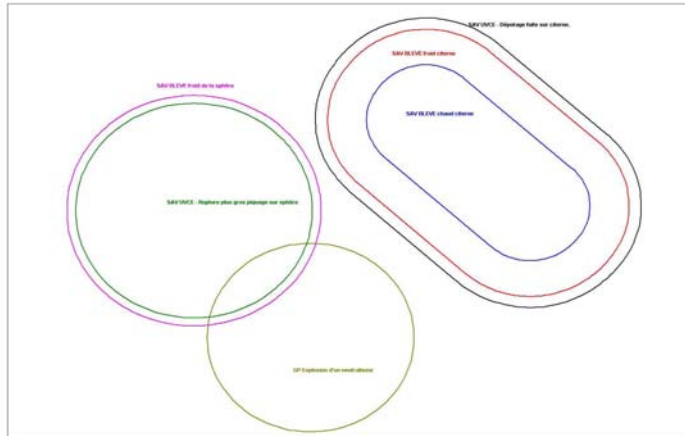 SAV UVCE - Dépotage fuite sur citerne.
SAV BLEVE froid citerne
SAV BLEVE froid de la sphère
SAV BLEVE chaud citerne
SAV UVCE - Rupture plus gros piquage sur sphère
SP Explosion d'un neutraliseur